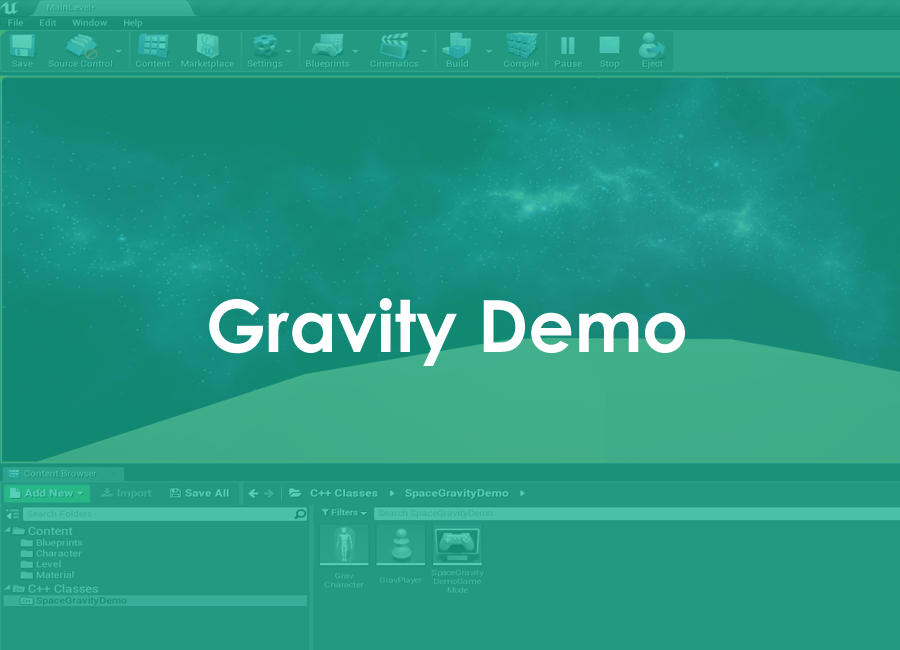 MainLevel*
File Edit Window Help
Save Source Control Content Marketplace Settings Blueprints Cinematics Build Compile Pause Stop Eject
Gravity Demo
Content Browser
Add New Import Save All C++ Classes SpaceGravityDemo
Search Folders Filters Search SpaceGravityDemo
Content
Blueprints
Character
Level
Material
C++ Classes
SpaceGravityDemo
Grav
Character
GravPlayer
SpaceGravity
DemoGame
Mode